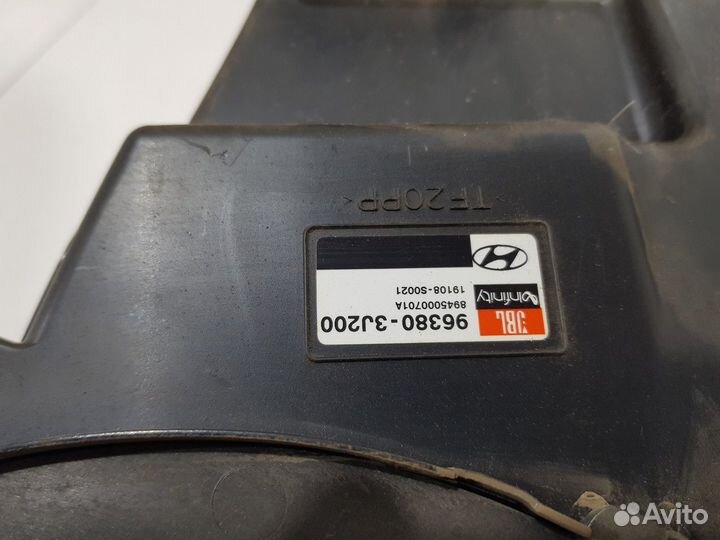 >TF20PP<
JBL
Infinity
96380-3J200
8945000701A
19108-S0021
Avito